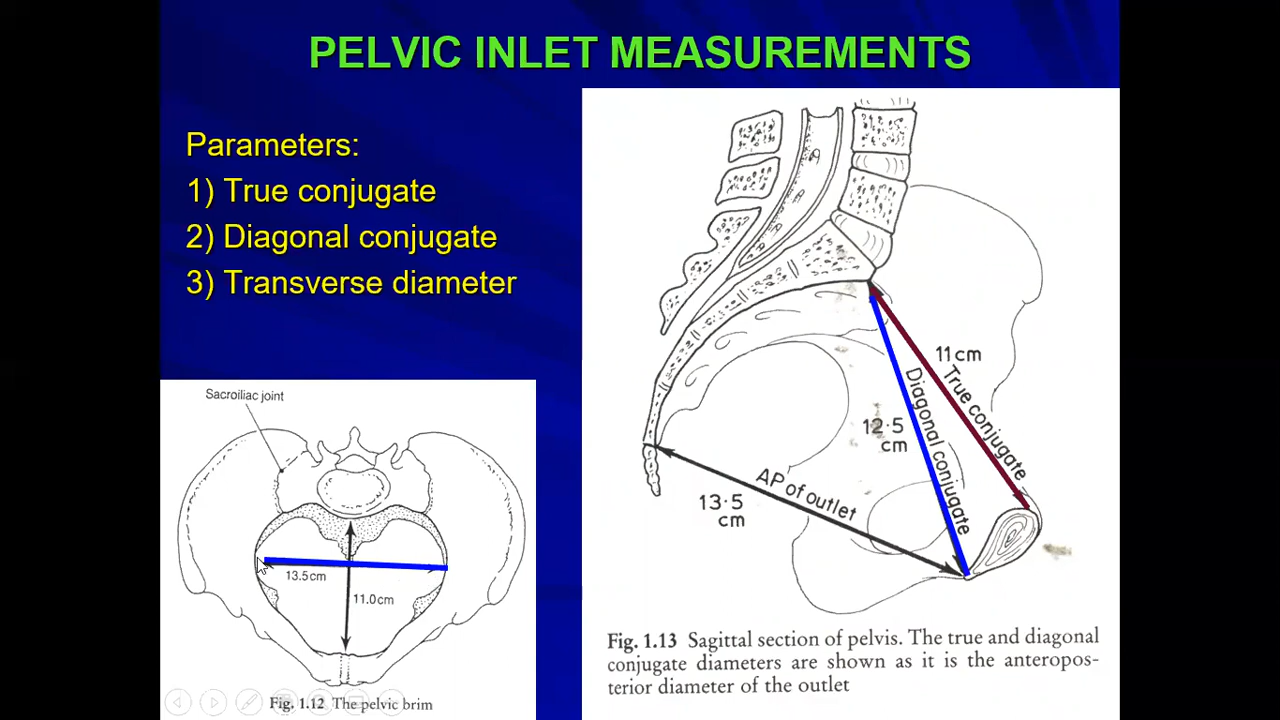 PELVIC INLET MEASUREMENTS
Parameters:
1) True conjugate
2) Diagonal conjugate
3) Transverse diameter
Sacroiliac joint
13.5cm
11.0cm
Fig. 1.12 The pelvic brim
11cm
True conjugate
Diagonal conjugate
12·5
cm
AP of outlet
13·5
cm
Fig. 1.13 Sagittal section of pelvis. The true and diagonal
conjugate diameters are shown as it is the anteropos-
terior diameter of the outlet